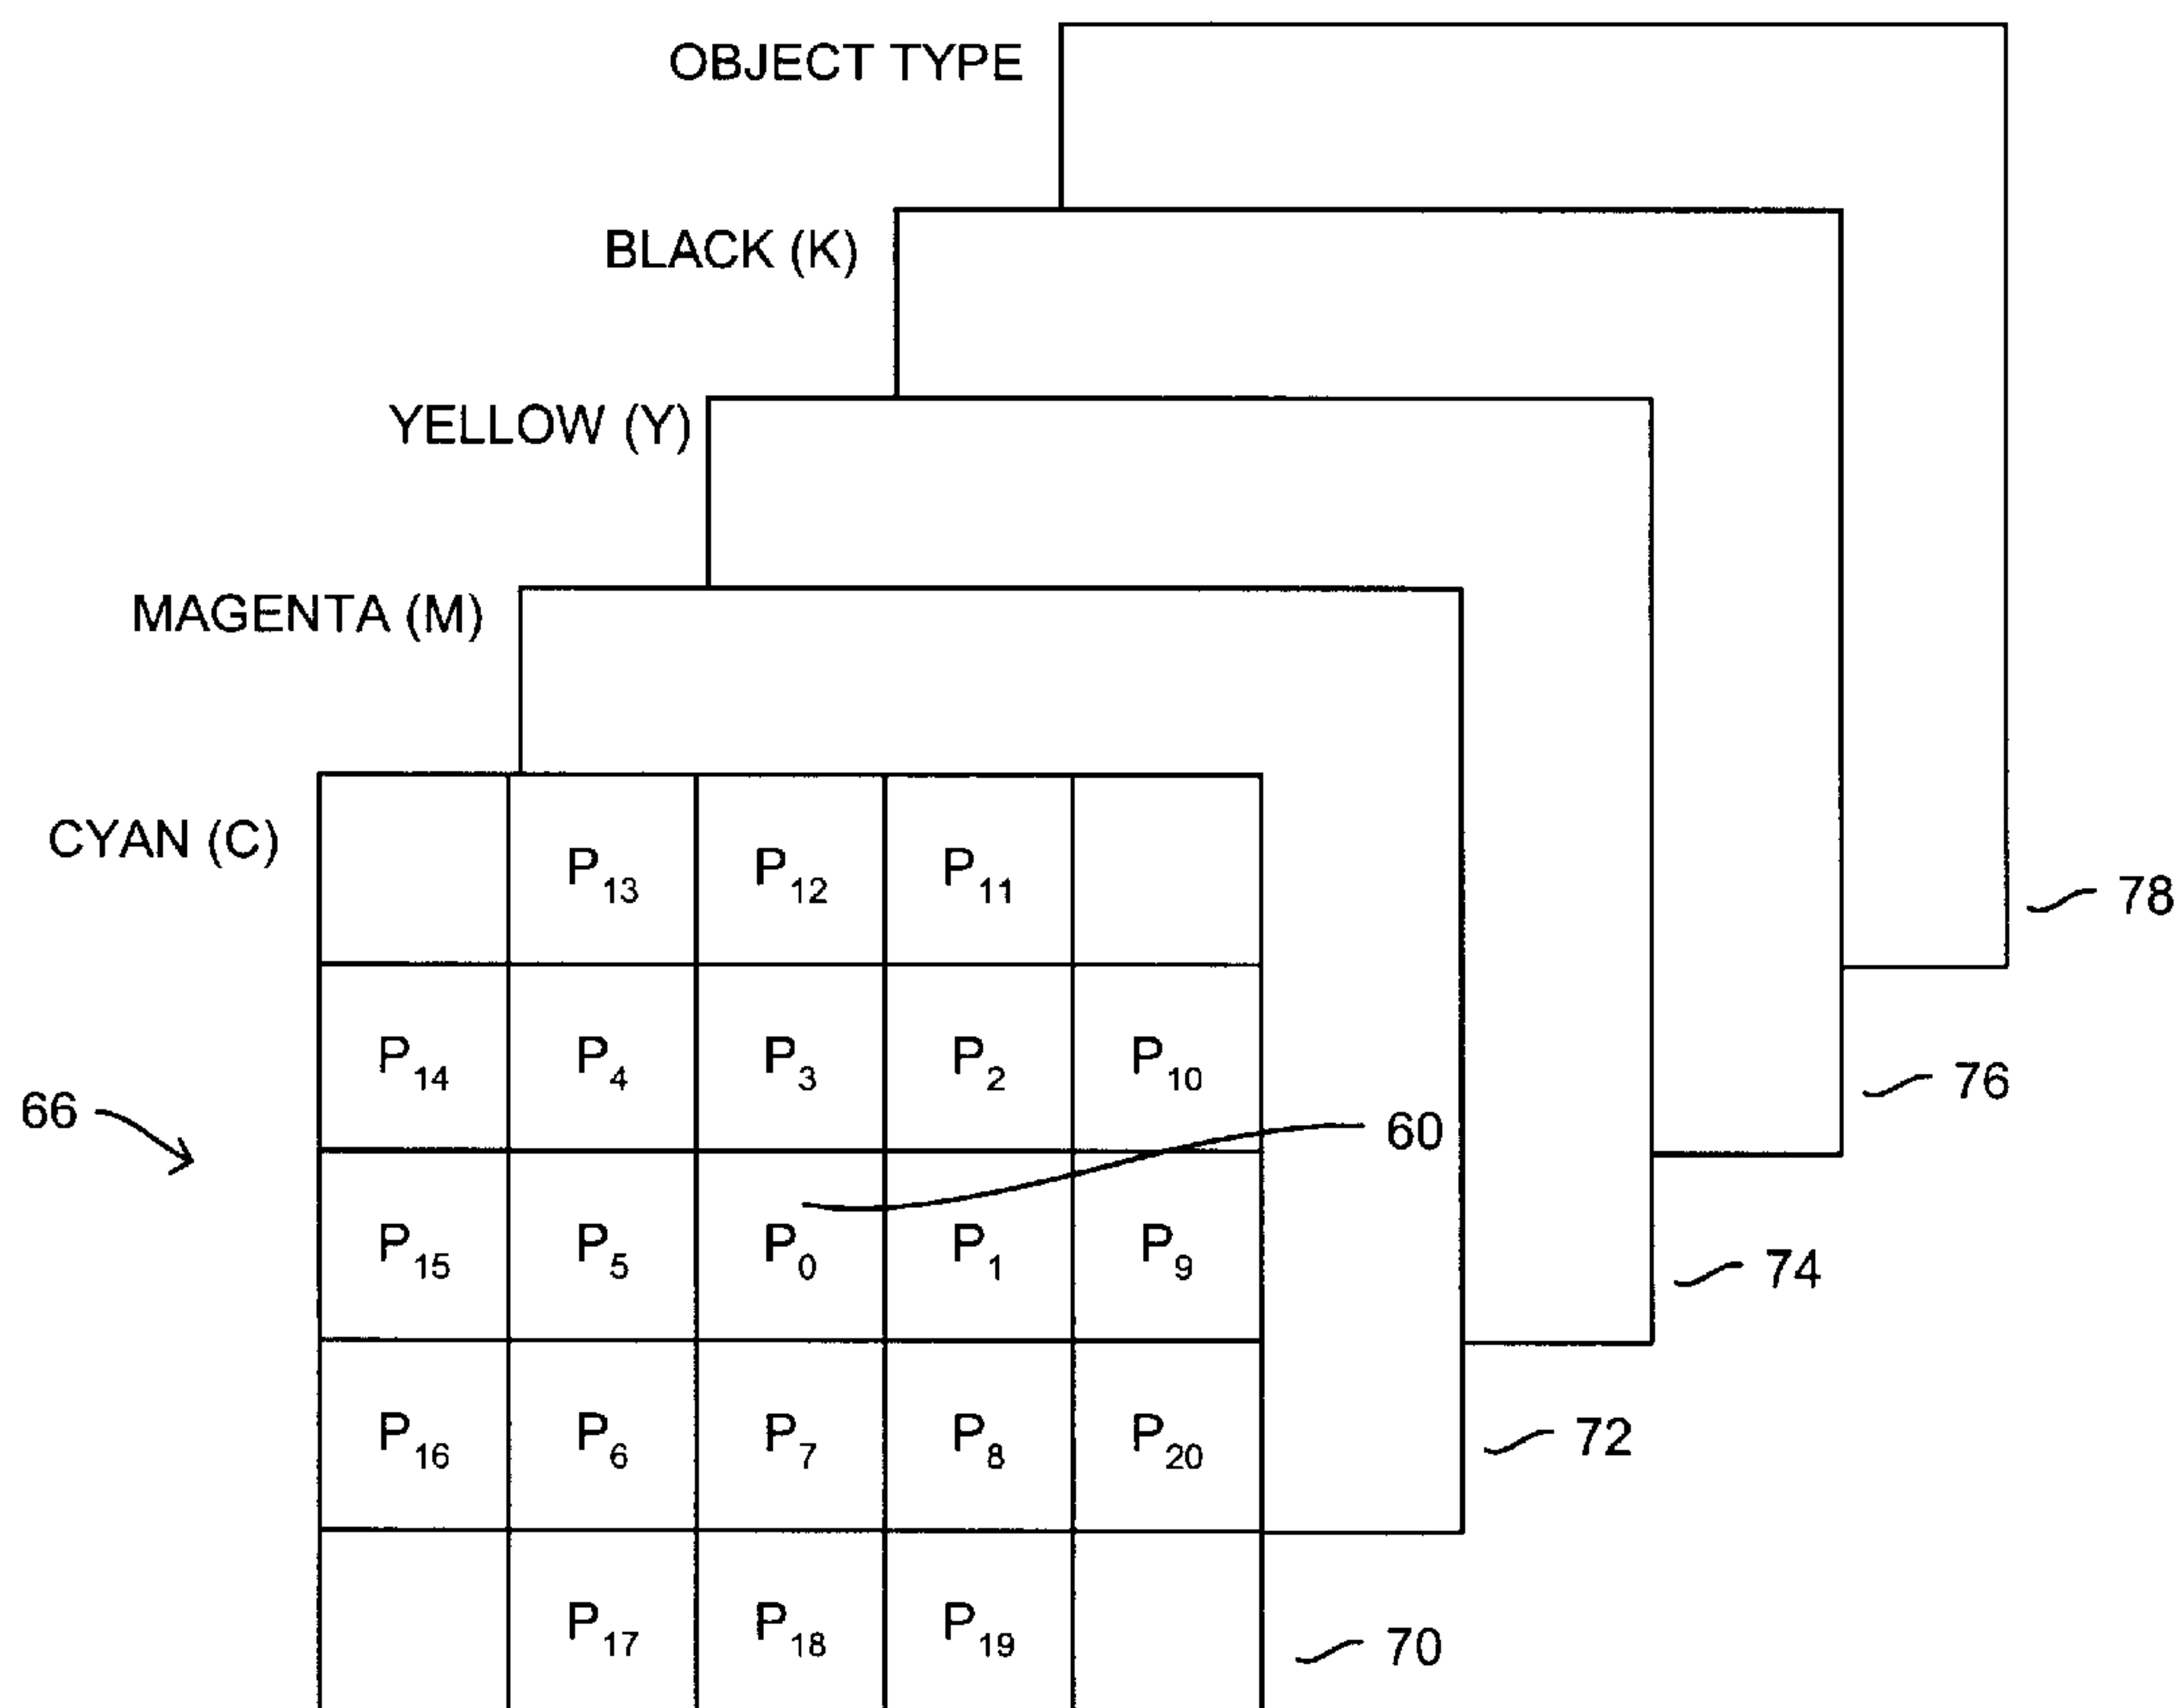 OBJECT TYPE
BLACK (K)
YELLOW (Y)
MAGENTA (M)
CYAN (C)
P13 P12 P11
78
P14 P4 P3 P2 P10
76
66
60
P15 P5 P0 P1 P9
74
P16 P6 P7 P8 P20
72
P17 P18 P19
70